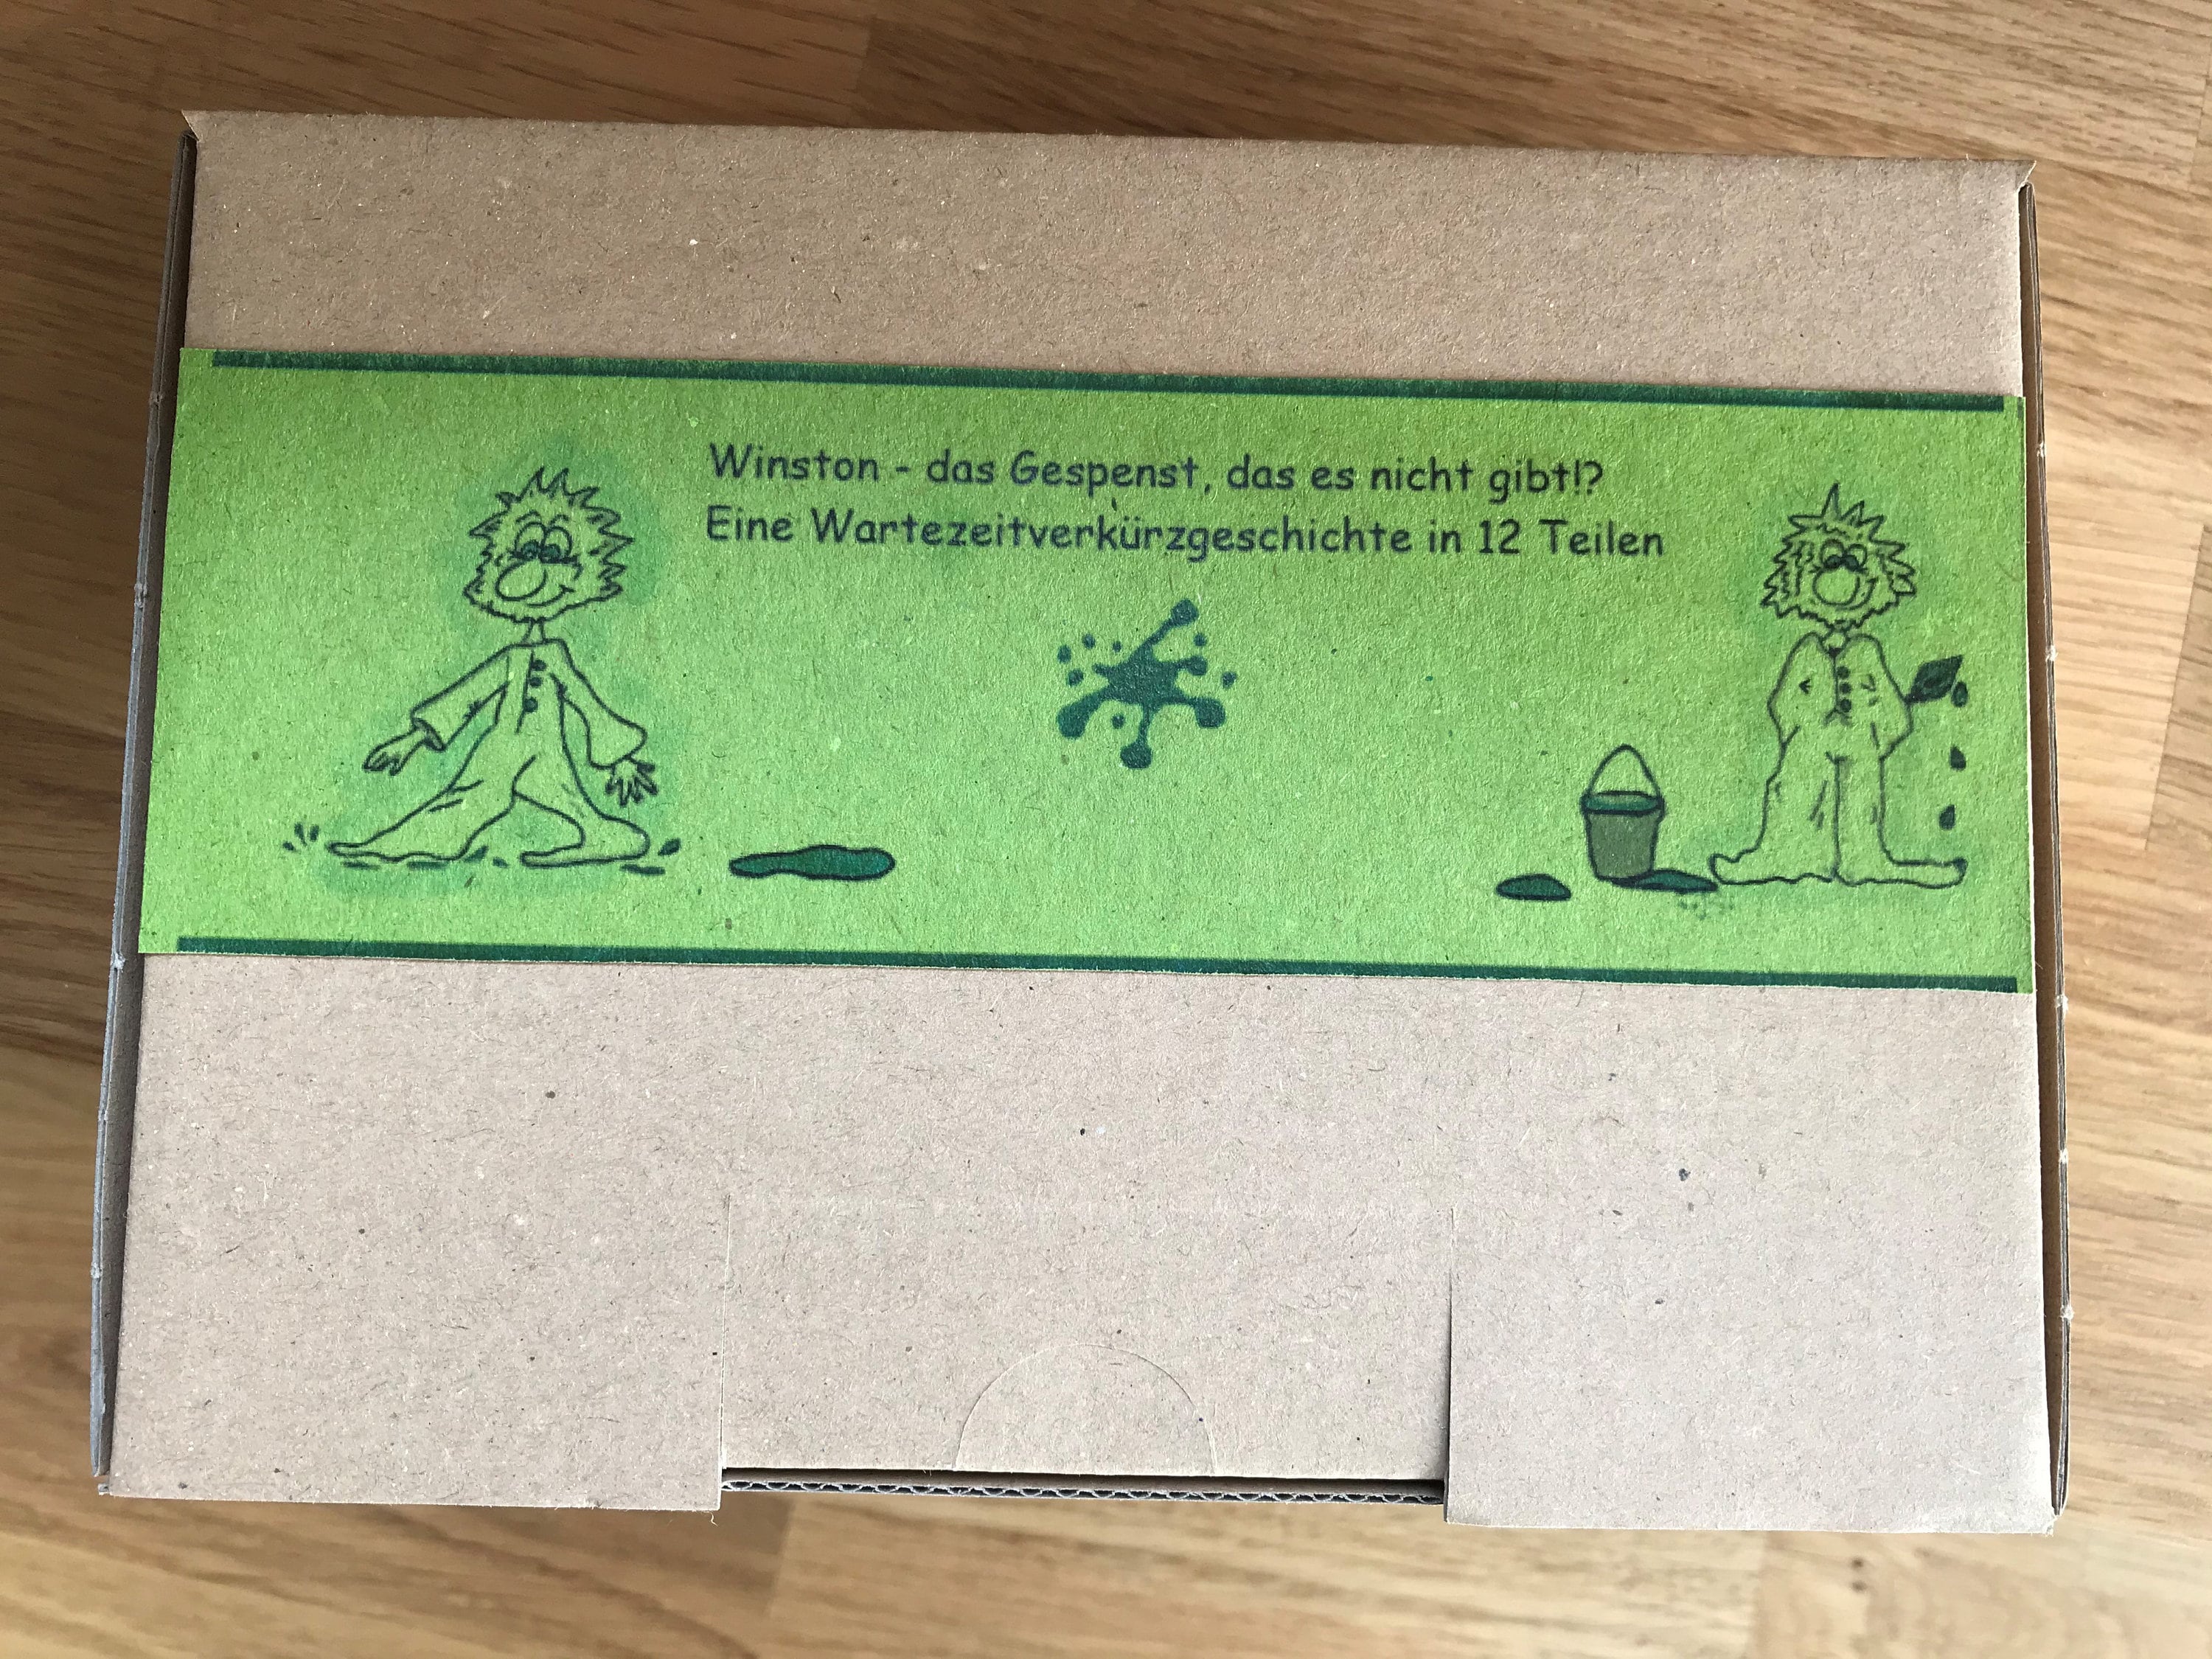 Winston - das Gespenst, das es nicht gibt!?
Eine Wartezeitverkürzgeschichte in 12 Teilen